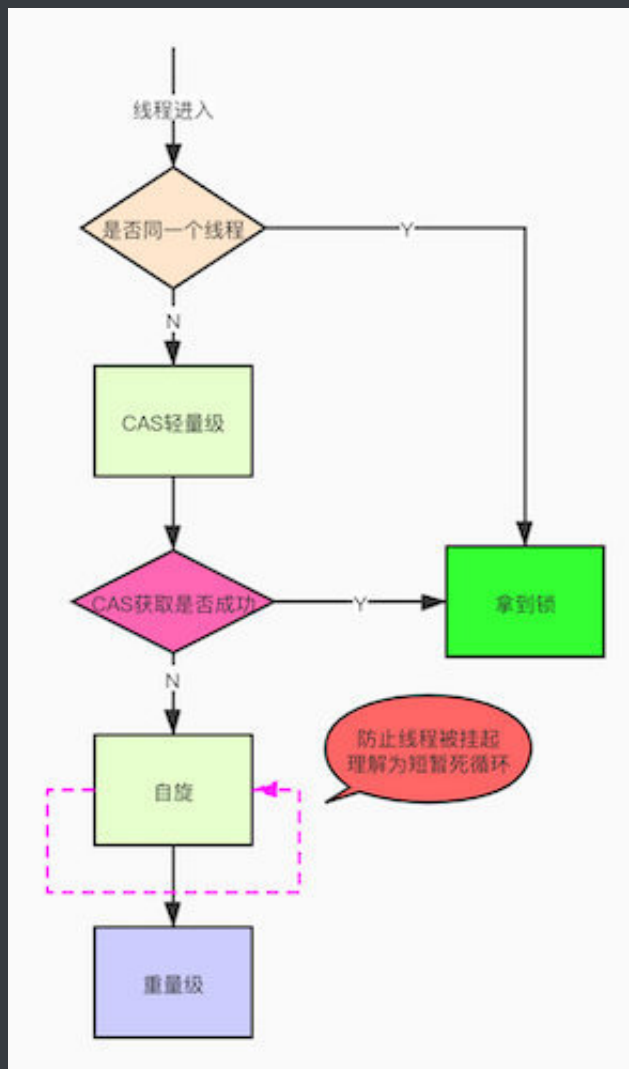 线程进入
是否同一个线程
Y
N
CAS轻量级
CAS获取是否成功
Y
拿到锁
N
防止线程被挂起
理解为短暂死循环
自旋
重量级